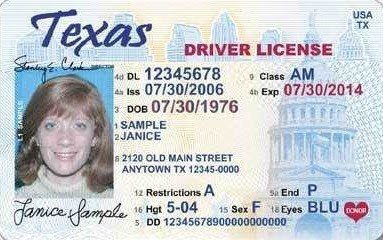 Texas
USA
TX
DRIVER LICENSE
4d DL 12345678
9 Class AM
4a Iss 07/30/2006
4b Exp 07/30/2014
3 DOB 07/30/1976
1 SAMPLE
2 JANICE
8 2120 OLD MAIN STREET
ANYTOWN TX 12345-0000
12 Restrictions A
9a End P
16 Hgt 5-04
15 Sex F
18 Eyes BLU
DONOR
5 DD 12345678900000000000
Janice Sample